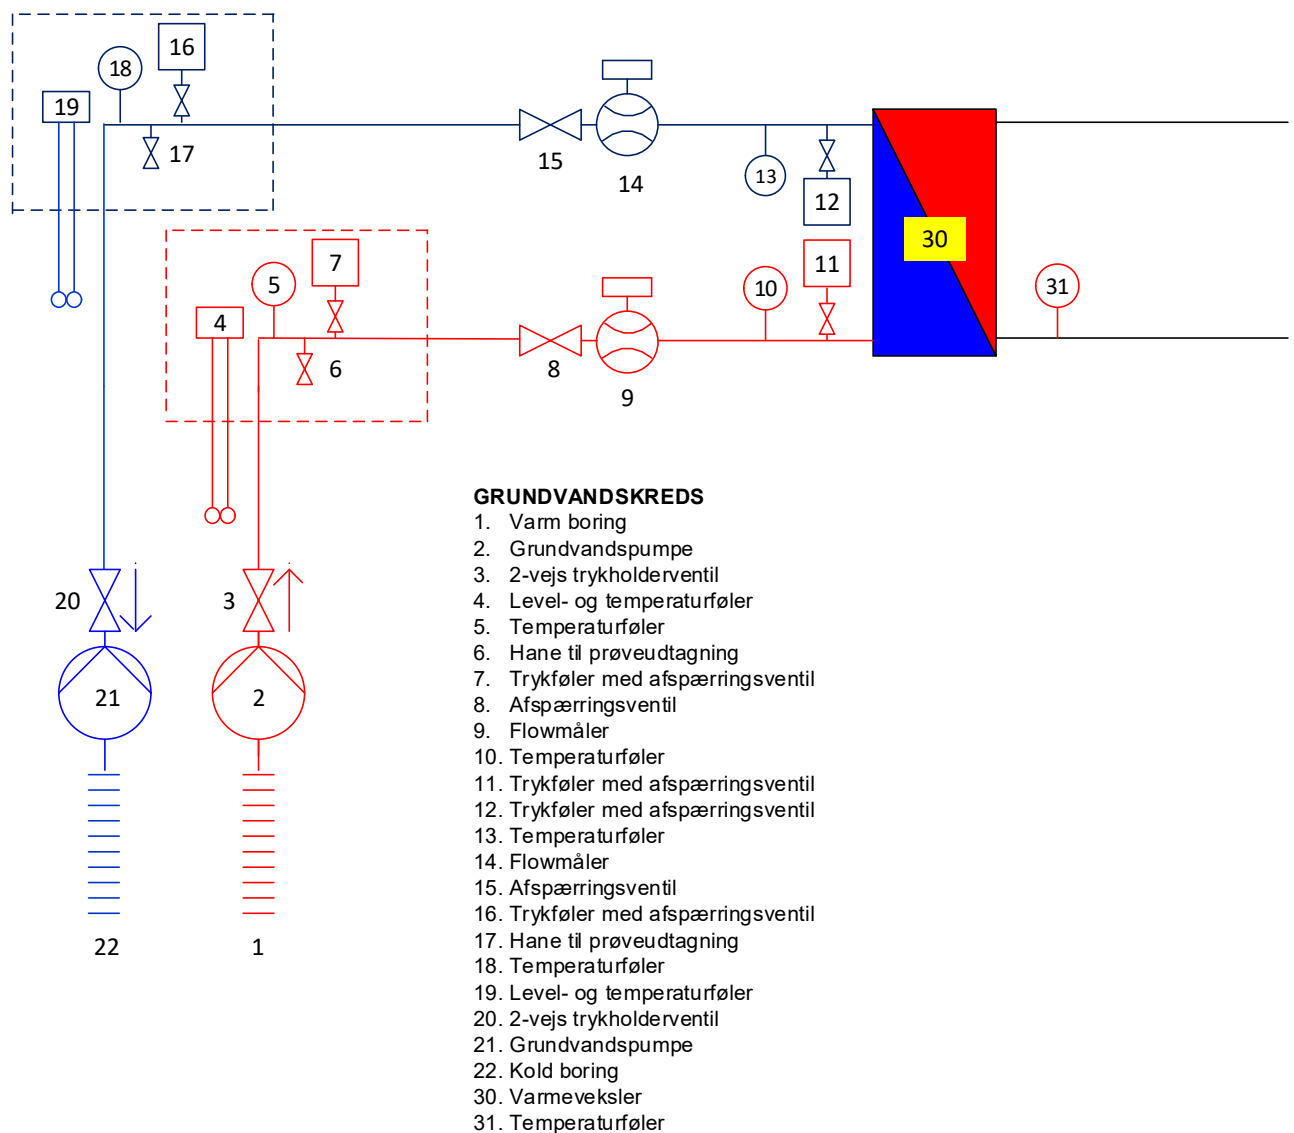 16
18
19
17
15
14
13
12
30
7
5
4
6
8
9
10
11
31
GRUNDVANDSKREDS
1. Varm boring
2. Grundvandspumpe
3. 2-vejs trykholderventil
4. Level- og temperaturføler
5. Temperaturføler
6. Hane til prøveudtagning
7. Trykføler med afspærringsventil
8. Afspærringsventil
9. Flowmåler
10. Temperaturføler
11. Trykføler med afspærringsventil
12. Trykføler med afspærringsventil
13. Temperaturføler
14. Flowmåler
15. Afspærringsventil
16. Trykføler med afspærringsventil
17. Hane til prøveudtagning
18. Temperaturføler
19. Level- og temperaturføler
20. 2-vejs trykholderventil
21. Grundvandspumpe
22. Kold boring
30. Varmeveksler
31. Temperaturføler
20
3
21
2
22
1